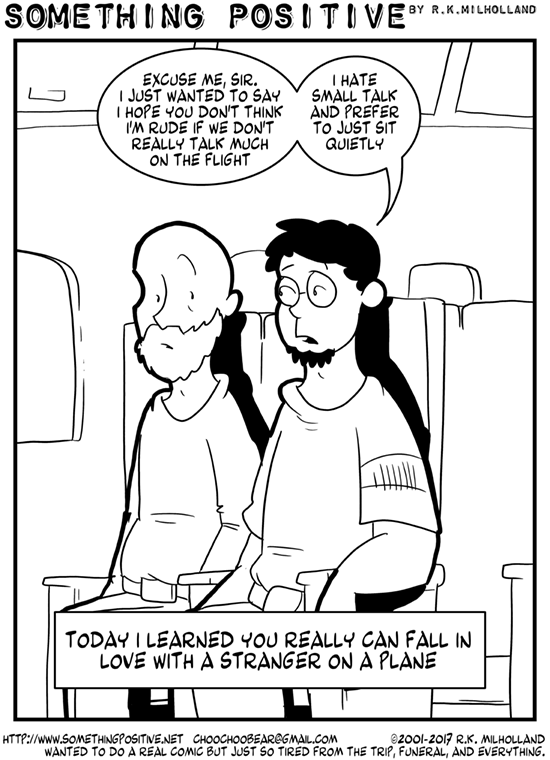 SOMETHING POSITIVE BY R.K.MILHOLLAND
EXCUSE ME, SIR.
I JUST WANTED TO SAY
I HOPE YOU DON'T THINK
I'M RUDE IF WE DON'T
REALLY TALK MUCH
ON THE FLIGHT
I HATE
SMALL TALK
AND PREFER
TO JUST SIT
QUIETLY
TODAY I LEARNED YOU REALLY CAN FALL IN
LOVE WITH A STRANGER ON A PLANE
HTTP://WWW.SOMETHINGPOSITIVE.NET CHOOCHOOBEAR@GMAIL.COM ©2001-2017 R.K. MILHOLLAND
WANTED TO DO A REAL COMIC BUT JUST SO TIRED FROM THE TRIP, FUNERAL, AND EVERYTHING.